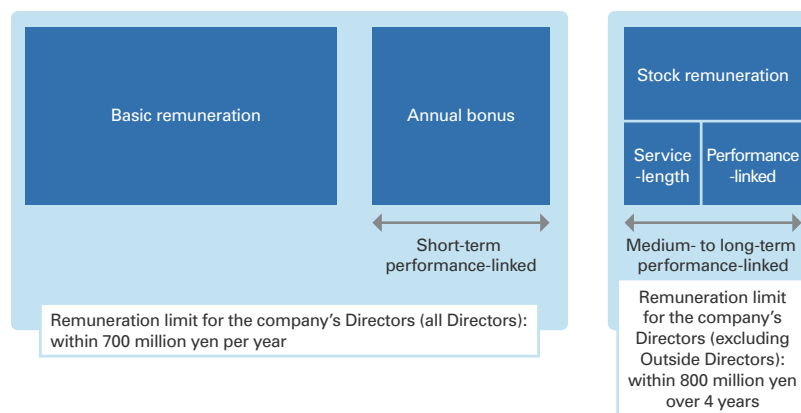 Basic remuneration
Annual bonus
Short-term
performance-linked
Remuneration limit for the company's Directors (all Directors):
within 700 million yen per year
Stock remuneration
Service
-length
Performance
-linked
Medium- to long-term
performance-linked
Remuneration limit
for the company's
Directors (excluding
Outside Directors):
within 800 million yen
over 4 years